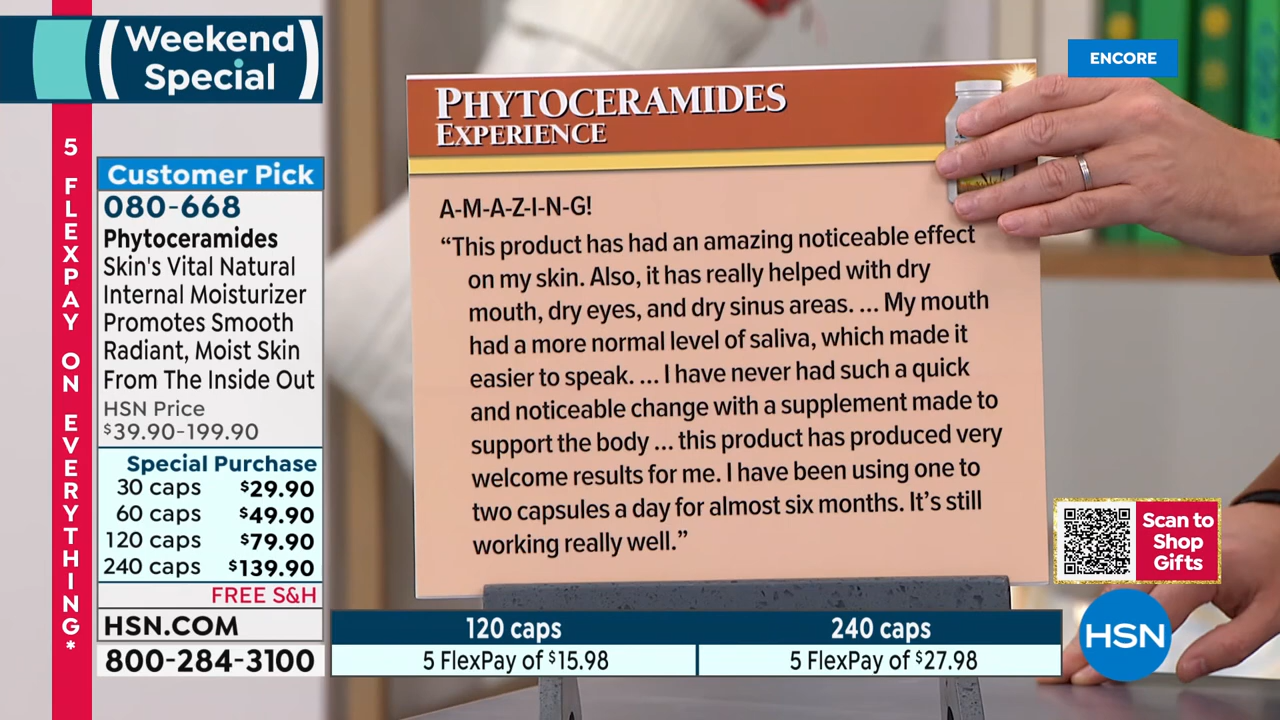 (Weekend
Special)
ENCORE
5 FLEXPAY ON EVERYTHING*
Customer Pick
080-668
Phytoceramides
Skin's Vital Natural
Internal Moisturizer
Promotes Smooth
Radiant, Moist Skin
From The Inside Out
HSN Price
$39.90-199.90
Special Purchase
30 caps $29.90
60 caps $49.90
120 caps $79.90
240 caps $139.90
FREE S&H
HSN.COM
800-284-3100
PHYTOCERAMIDES
EXPERIENCE
A-M-A-Z-I-N-G!
“This product has had an amazing noticeable effect
on my skin. Also, it has really helped with dry
mouth, dry eyes, and dry sinus areas. ... My mouth
had a more normal level of saliva, which made it
easier to speak. ... I have never had such a quick
and noticeable change with a supplement made to
support the body ... this product has produced very
welcome results for me. I have been using one to
two capsules a day for almost six months. It’s still
working really well.”
Scan to
Shop
Gifts
120 caps
5 FlexPay of $15.98
240 caps
5 FlexPay of $27.98
HSN